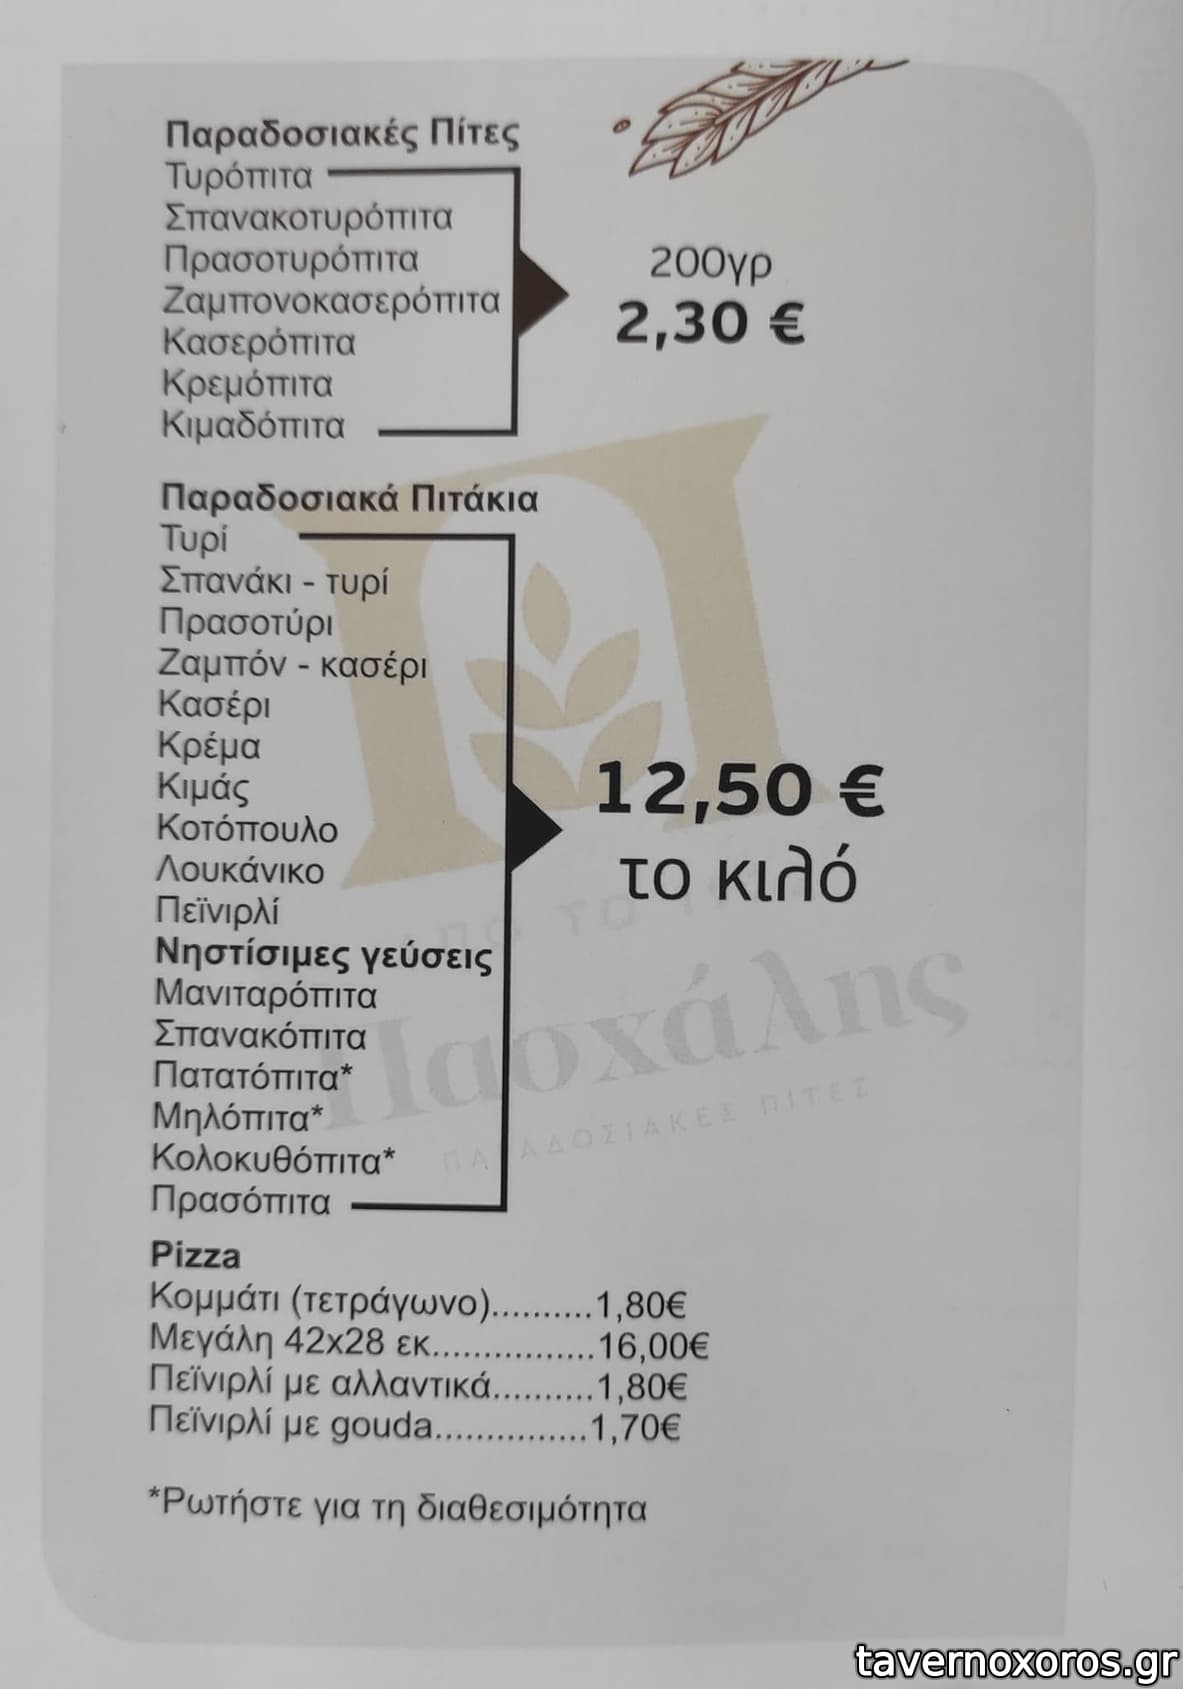 Παραδοσιακές Πίτες
Τυρόπιτα
Σπανακοτυρόπιτα
Πρασοτυρόπιτα
Ζαμπονοκασερόπιτα
Κασερόπιτα
Κρεμόπιτα
Κιμαδόπιτα
200γρ
2,30 €
Παραδοσιακά Πιτάκια
Τυρί
Σπανάκι - τυρί
Πρασοτύρι
Ζαμπόν - κασέρι
Κασέρι
Κρέμα
Κιμάς
Κοτόπουλο
Λουκάνικο
Πεϊνιρλί
Νηστίσιμες γεύσεις
Μανιταρόπιτα
Σπανακόπιτα
Πατατόπιτα*
Μηλόπιτα*
Κολοκυθόπιτα*
Πρασόπιτα
12,50 €
το κιλό
ΑΠΟ ΤΟ
Πασχάλης
ΠΑΡΑΔΟΣΙΑΚΕΣ ΠΙΤΕΣ
Pizza
Κομμάτι (τετράγωνο)..........1,80€
Μεγάλη 42x28 εκ................16,00€
Πεϊνιρλί με αλλαντικά..........1,80€
Πεϊνιρλί με gouda...............1,70€
*Ρωτήστε για τη διαθεσιμότητα
tavernoxoros.gr